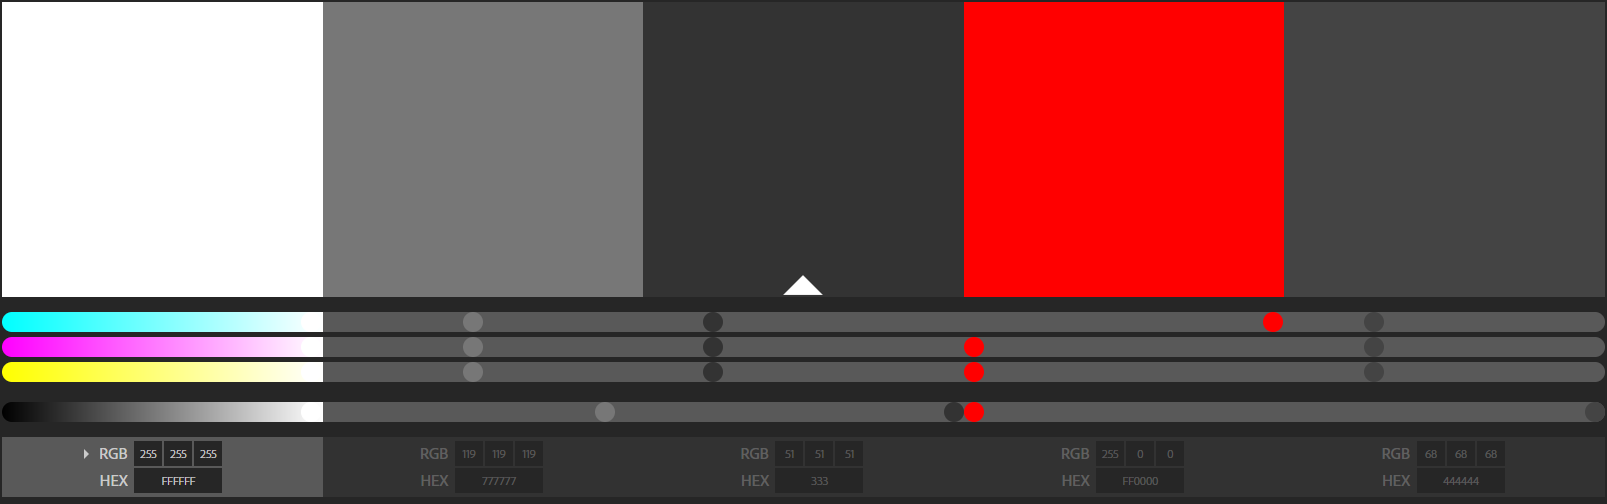 RGB 255 255 255 RGB 119 119 119 RGB 51 51 51 RGB 255 0 0 RGB 68 68 68
HEX FFFFFF HEX 777777 HEX 333 HEX FF0000 HEX 444444